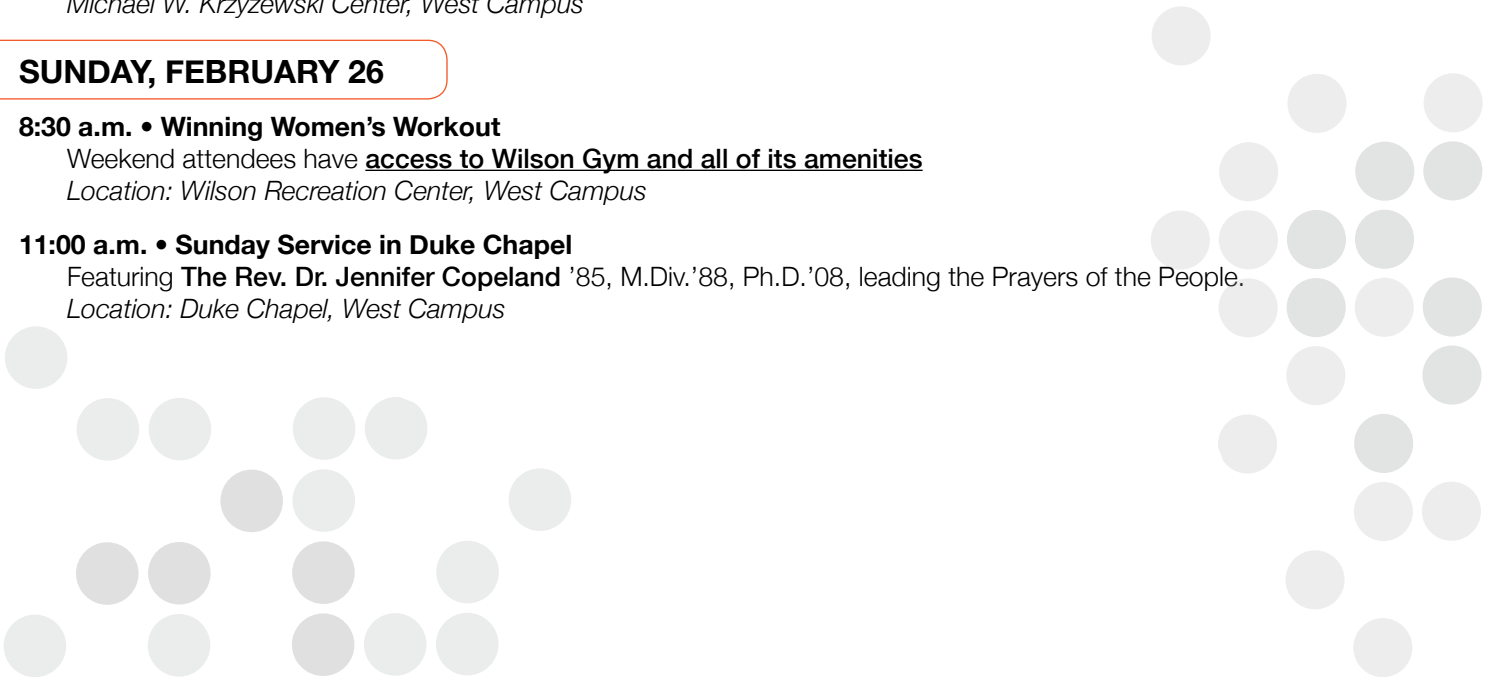 Michael W. Krzyzewski Center, West Campus
SUNDAY, FEBRUARY 26
8:30 a.m. • Winning Women’s Workout
Weekend attendees have access to Wilson Gym and all of its amenities
Location: Wilson Recreation Center, West Campus
11:00 a.m. • Sunday Service in Duke Chapel
Featuring The Rev. Dr. Jennifer Copeland ’85, M.Div.’88, Ph.D.’08, leading the Prayers of the People.
Location: Duke Chapel, West Campus